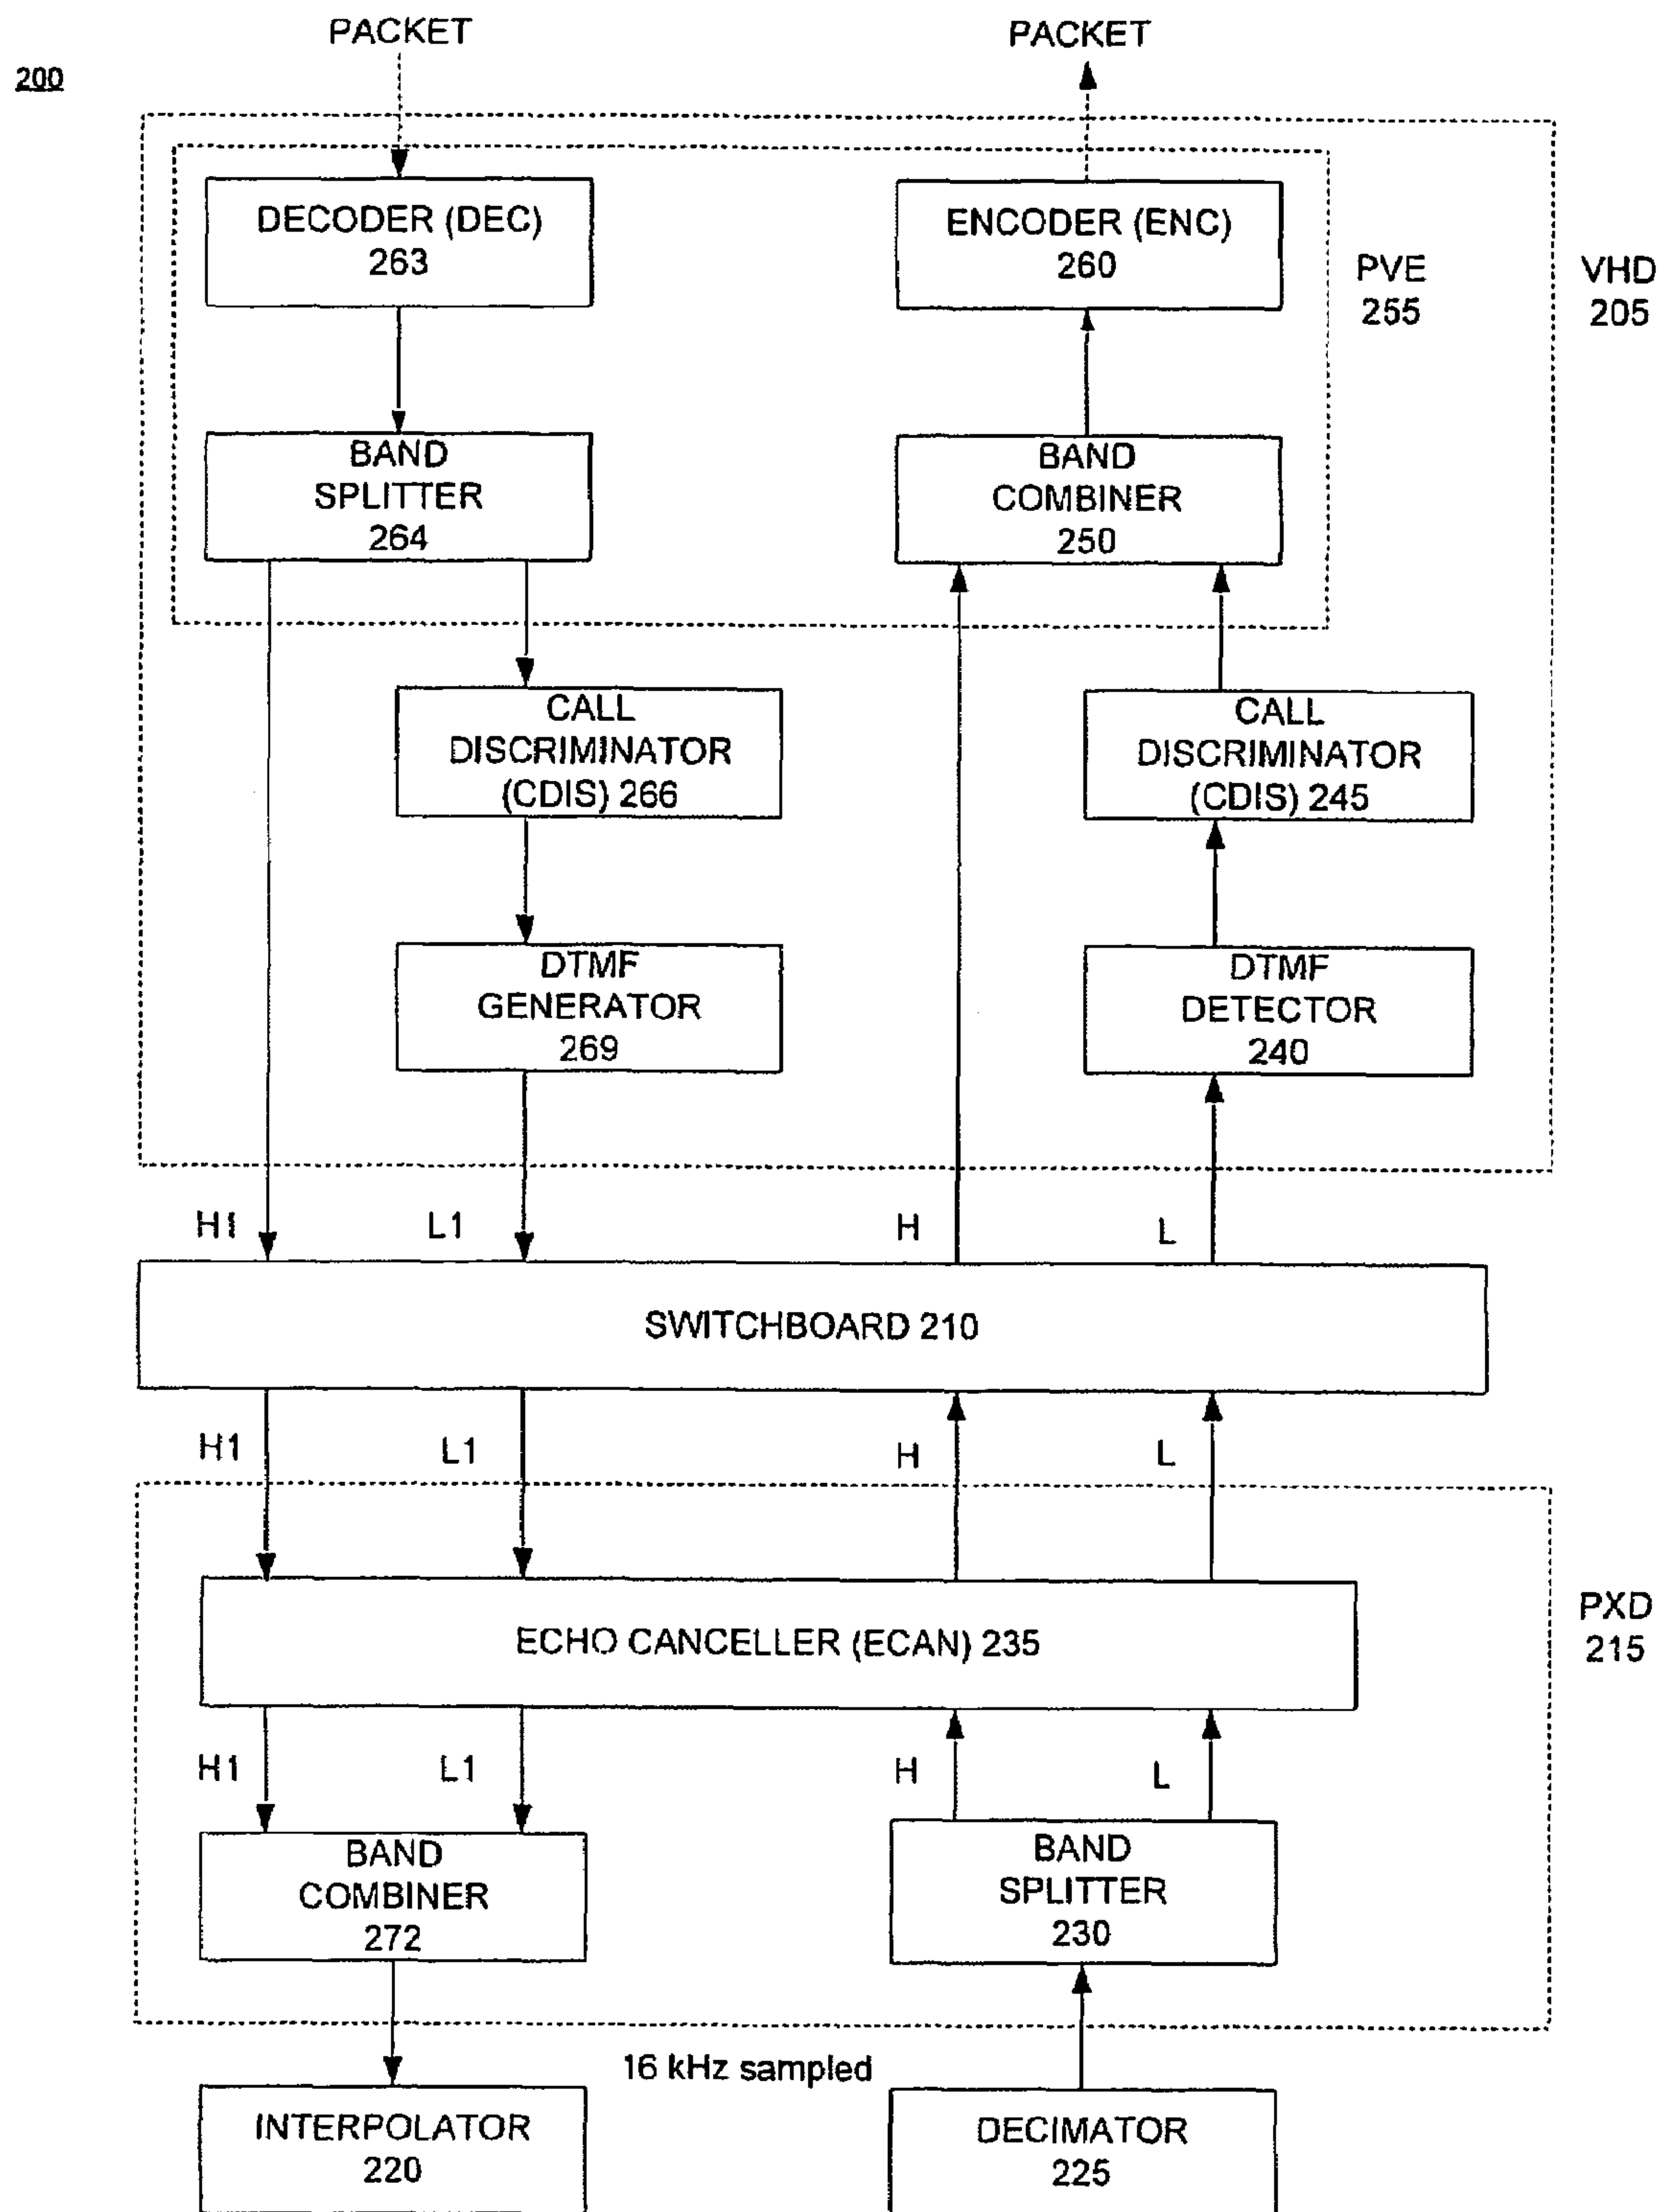 PACKET
PACKET
200
DECODER (DEC)
263
ENCODER (ENC)
260
PVE
255
VHD
205
BAND
SPLITTER
264
BAND
COMBINER
250
CALL
DISCRIMINATOR
(CDIS) 266
CALL
DISCRIMINATOR
(CDIS) 245
DTMF
GENERATOR
269
DTMF
DETECTOR
240
H1
L1
H
L
SWITCHBOARD 210
H1
L1
H
L
PXD
215
ECHO CANCELLER (ECAN) 235
H1
L1
H
L
BAND
COMBINER
272
BAND
SPLITTER
230
16 kHz sampled
INTERPOLATOR
220
DECIMATOR
225